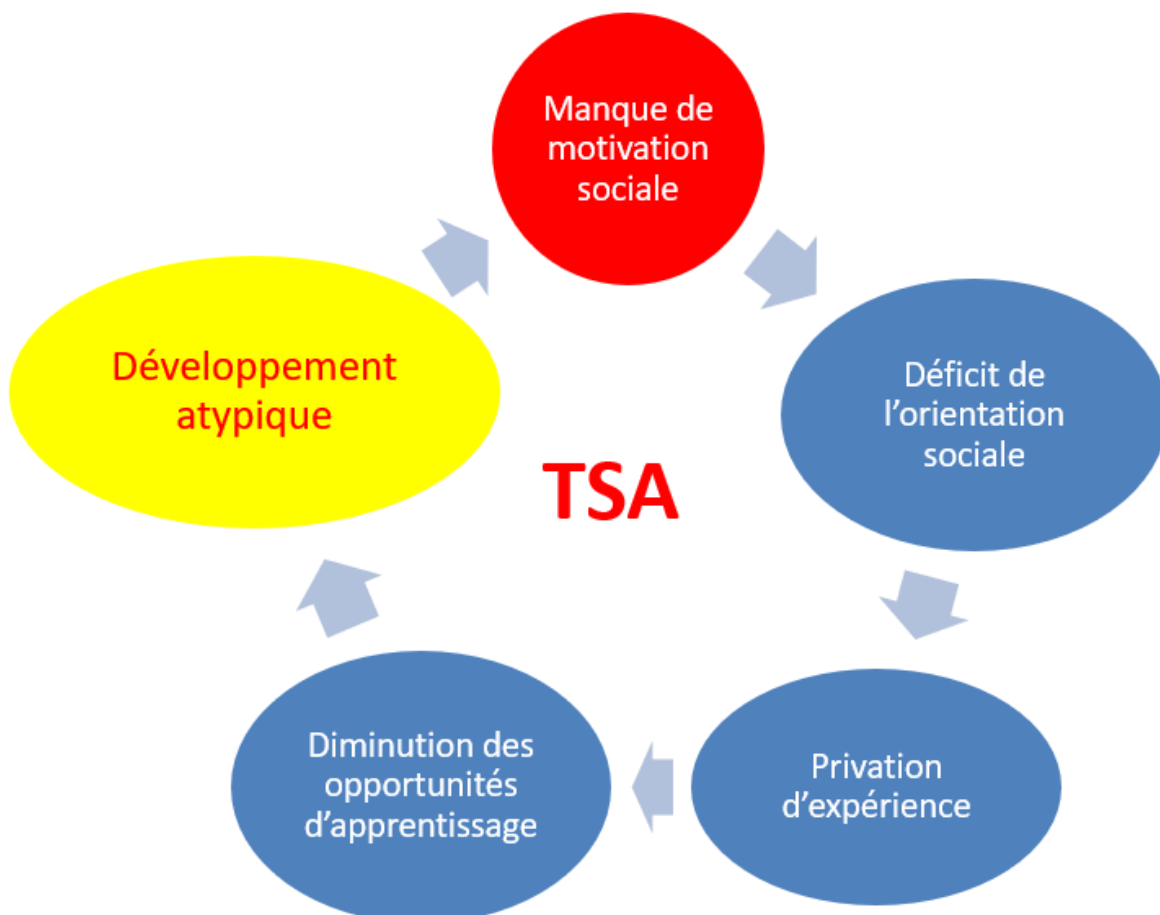 Manque de
motivation
sociale
Déficit de
l’orientation
sociale
Privation
d’expérience
Diminution des
opportunités
d’apprentissage
Développement
atypique
TSA